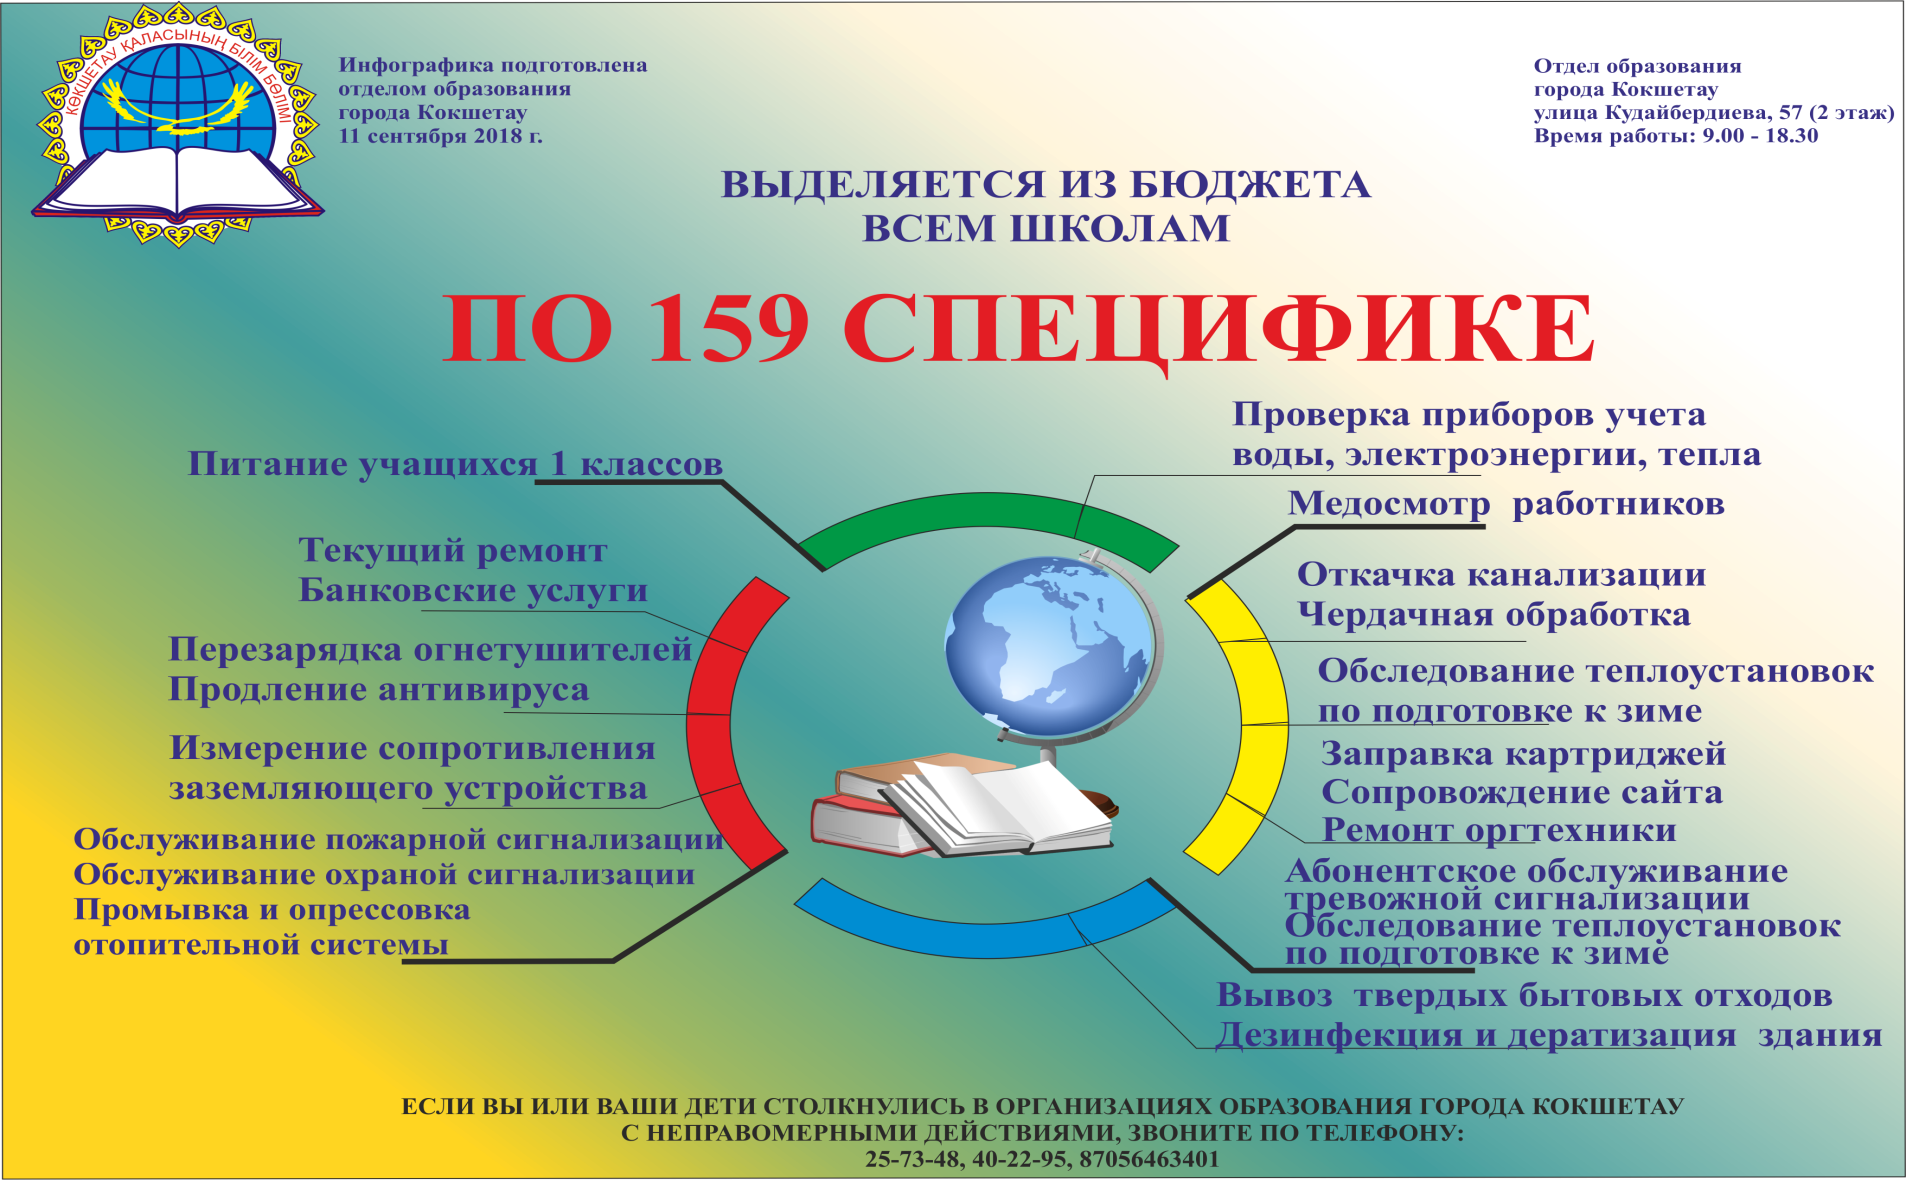 КӨКШЕТАУ ҚАЛАСЫНЫҢ БІЛІМ БӨЛІМІ
Инфографика подготовлена
отделом образования
города Кокшетау
11 сентября 2018 г.
Отдел образования
города Кокшетау
улица Кудайбердиева, 57 (2 этаж)
Время работы: 9.00 - 18.30
ВЫДЕЛЯЕТСЯ ИЗ БЮДЖЕТА
ВСЕМ ШКОЛАМ
ПО 159 СПЕЦИФИКЕ
Питание учащихся 1 классов
Текущий ремонт
Банковские услуги
Перезарядка огнетушителей
Продление антивируса
Измерение сопротивления
заземляющего устройства
Обслуживание пожарной сигнализации
Обслуживание охраной сигнализации
Промывка и опрессовка
отопительной системы
Проверка приборов учета
воды, электроэнергии, тепла
Медосмотр работников
Откачка канализации
Чердачная обработка
Обследование теплоустановок
по подготовке к зиме
Заправка картриджей
Сопровождение сайта
Ремонт оргтехники
Абонентское обслуживание
тревожной сигнализации
Обследование теплоустановок
по подготовке к зиме
Вывоз твердых бытовых отходов
Дезинфекция и дератизация здания
ЕСЛИ ВЫ ИЛИ ВАШИ ДЕТИ СТОЛКНУЛИСЬ В ОРГАНИЗАЦИЯХ ОБРАЗОВАНИЯ ГОРОДА КОКШЕТАУ
С НЕПРАВОМЕРНЫМИ ДЕЙСТВИЯМИ, ЗВОНИТЕ ПО ТЕЛЕФОНУ:
25-73-48, 40-22-95, 87056463401